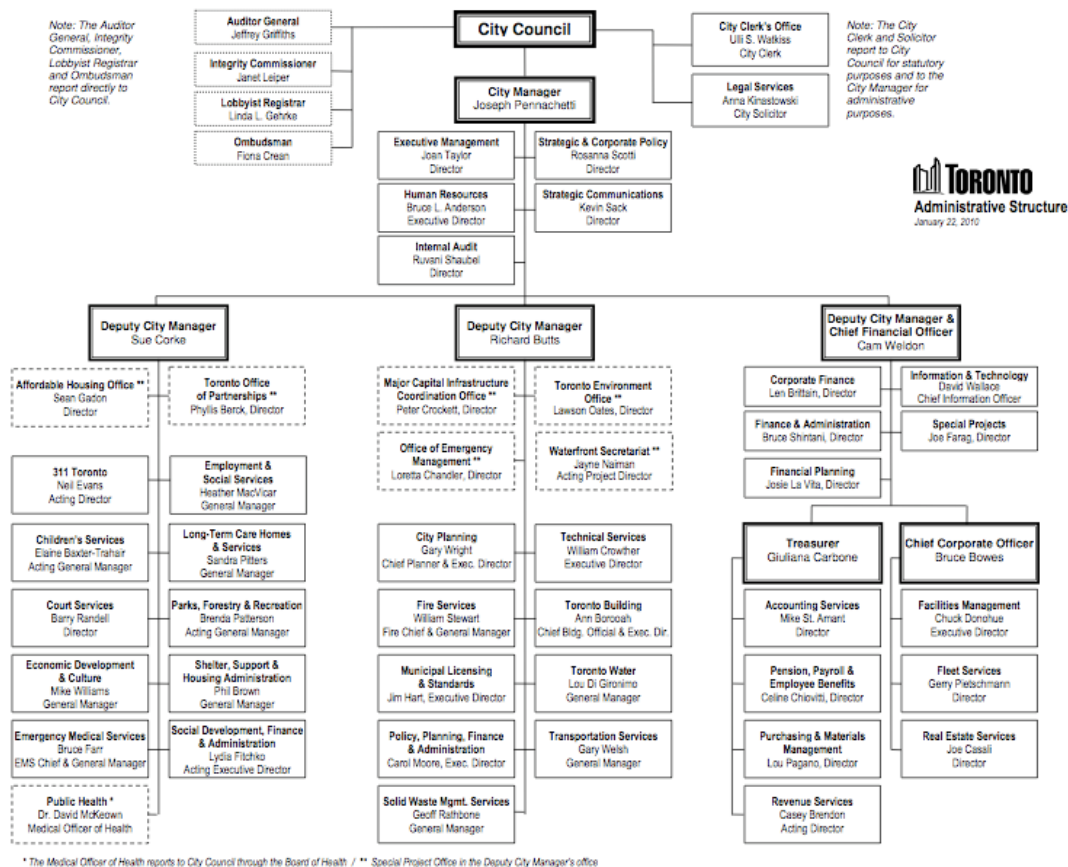 Note: The Auditor
General, Integrity
Commissioner,
Lobbyist Registrar
and Ombudsman
report directly to
City Council.
Auditor General
Jeffrey Griffiths
Integrity Commissioner
Janet Leiper
Lobbyist Registrar
Linda L. Gehrke
Ombudsman
Fiona Crean
City Council
City Manager
Joseph Pennachetti
City Clerk's Office
Ulli S. Watkiss
City Clerk
Legal Services
Anna Kinastowski
City Solicitor
Note: The City
Clerk and Solicitor
report to City
Council for statutory
purposes and to the
City Manager for
administrative
purposes.
Executive Management
Joan Taylor
Director
Strategic & Corporate Policy
Rosanna Scotti
Director
Human Resources
Bruce L. Anderson
Executive Director
Strategic Communications
Kevin Sack
Director
Internal Audit
Ruvani Shaubel
Director
TORONTO
Administrative Structure
January 22, 2010
Deputy City Manager
Sue Corke
Affordable Housing Office **
Sean Gadon
Director
Toronto Office
of Partnerships **
Phyllis Berck, Director
311 Toronto
Neil Evans
Acting Director
Employment &
Social Services
Heather MacVicar
General Manager
Children's Services
Elaine Baxter-Trahair
Acting General Manager
Long-Term Care Homes
& Services
Sandra Pitters
General Manager
Court Services
Barry Randell
Director
Parks, Forestry & Recreation
Brenda Patterson
Acting General Manager
Economic Development
& Culture
Mike Williams
General Manager
Shelter, Support &
Housing Administration
Phil Brown
General Manager
Emergency Medical Services
Bruce Farr
EMS Chief & General Manager
Social Development, Finance
& Administration
Lydia Fitchko
Acting Executive Director
Public Health *
Dr. David McKeown
Medical Officer of Health
Deputy City Manager
Richard Butts
Major Capital Infrastructure
Coordination Office **
Peter Crockett, Director
Toronto Environment
Office **
Lawson Oates, Director
Office of Emergency
Management **
Loretta Chandler, Director
Waterfront Secretariat **
Jayne Naiman
Acting Project Director
City Planning
Gary Wright
Chief Planner & Exec. Director
Technical Services
William Crowther
Executive Director
Fire Services
William Stewart
Fire Chief & General Manager
Toronto Building
Ann Borooah
Chief Bldg. Official & Exec. Dir.
Municipal Licensing
& Standards
Jim Hart, Executive Director
Toronto Water
Lou Di Gironimo
General Manager
Policy, Planning, Finance
& Administration
Carol Moore, Exec. Director
Transportation Services
Gary Welsh
General Manager
Solid Waste Mgmt. Services
Geoff Rathbone
General Manager
Deputy City Manager &
Chief Financial Officer
Cam Weldon
Corporate Finance
Len Brittain, Director
Information & Technology
David Wallace
Chief Information Officer
Finance & Administration
Bruce Shintani, Director
Special Projects
Joe Farag, Director
Financial Planning
Josie La Vita, Director
Treasurer
Giuliana Carbone
Chief Corporate Officer
Bruce Bowes
Accounting Services
Mike St. Amant
Director
Facilities Management
Chuck Donohue
Executive Director
Pension, Payroll &
Employee Benefits
Celine Chiovitti, Director
Fleet Services
Gerry Pietschmann
Director
Purchasing & Materials
Management
Lou Pagano, Director
Real Estate Services
Joe Casali
Director
Revenue Services
Casey Brendon
Acting Director
* The Medical Officer of Health reports to City Council through the Board of Health / ** Special Project Office in the Deputy City Manager's office